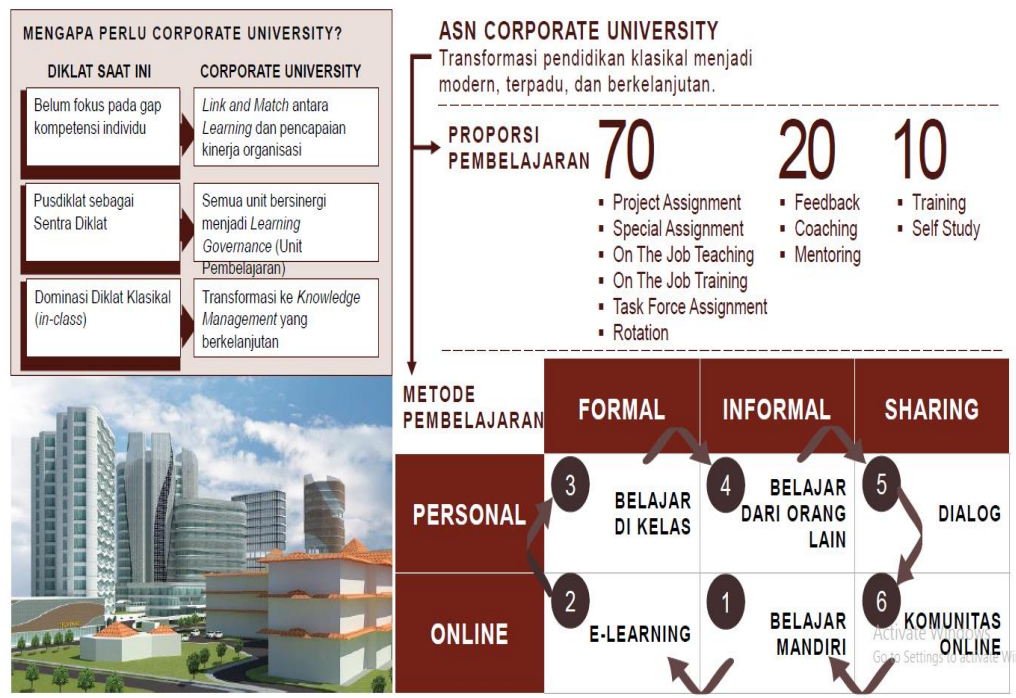 MENGAPA PERLU CORPORATE UNIVERSITY?
DIKLAT SAAT INI
CORPORATE UNIVERSITY
Belum fokus pada gap
kompetensi individu
Link and Match antara
Learning dan pencapaian
kinerja organisasi
Pusdiklat sebagai
Sentra Diklat
Semua unit bersinergi
menjadi Learning
Governance (Unit
Pembelajaran)
Dominasi Diklat Klasikal
(in-class)
Transformasi ke Knowledge
Management yang
berkelanjutan
ASN CORPORATE UNIVERSITY
Transformasi pendidikan klasikal menjadi
modern, terpadu, dan berkelanjutan.
PROPORSI
PEMBELAJARAN
70
▪ Project Assignment
▪ Special Assignment
▪ On The Job Teaching
▪ On The Job Training
▪ Task Force Assignment
▪ Rotation
20
▪ Feedback
▪ Coaching
▪ Mentoring
10
▪ Training
▪ Self Study
METODE
PEMBELAJARAN
FORMAL
INFORMAL
SHARING
PERSONAL
3
BELAJAR
DI KELAS
4
BELAJAR
DARI ORANG
LAIN
5
DIALOG
ONLINE
2
E-LEARNING
1
BELAJAR
MANDIRI
6
KOMUNITAS
ONLINE
Activate Windows
Go to Settings to activate Wi